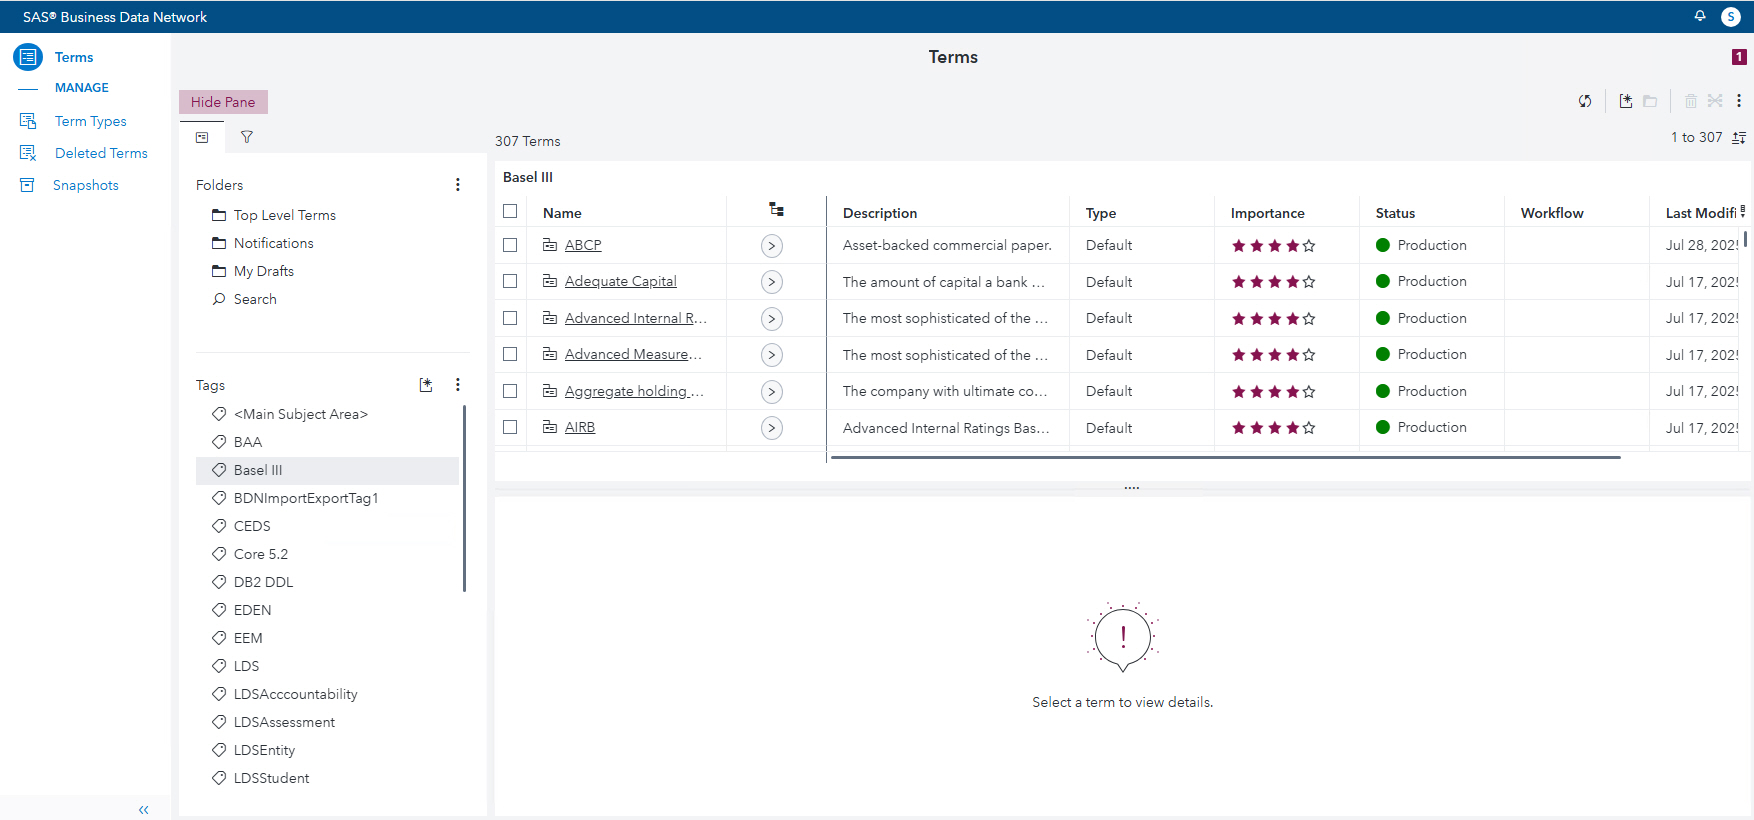 SAS® Business Data Network
S
Terms
MANAGE
Term Types
Deleted Terms
Snapshots
Terms
1
Hide Pane
307 Terms
1 to 307
Folders
Top Level Terms
Notifications
My Drafts
Search
Tags
<Main Subject Area>
BAA
Basel III
BDNImportExportTag1
CEDS
Core 5.2
DB2 DDL
EDEN
EEM
LDS
LDSAcccountability
LDSAssessment
LDSEntity
LDSStudent
Basel III
Name Description Type Importance Status Workflow Last Modifi
ABCP Asset-backed commercial paper. Default Production Jul 28, 2025
Adequate Capital The amount of capital a bank ... Default Production Jul 17, 2025
Advanced Internal R... The most sophisticated of the ... Default Production Jul 17, 2025
Advanced Measure... The most sophisticated of the ... Default Production Jul 17, 2025
Aggregate holding ... The company with ultimate co... Default Production Jul 17, 2025
AIRB Advanced Internal Ratings Bas... Default Production Jul 17, 2025
Select a term to view details.